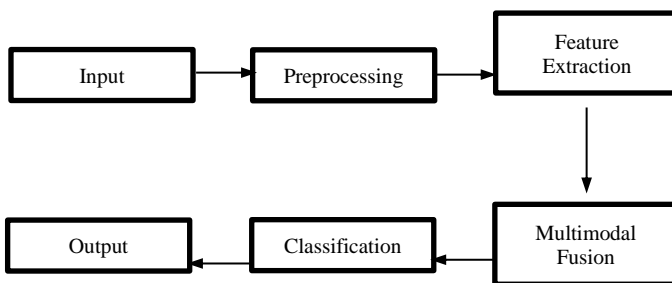 Input
Preprocessing
Feature
Extraction
Multimodal
Fusion
Classification
Output